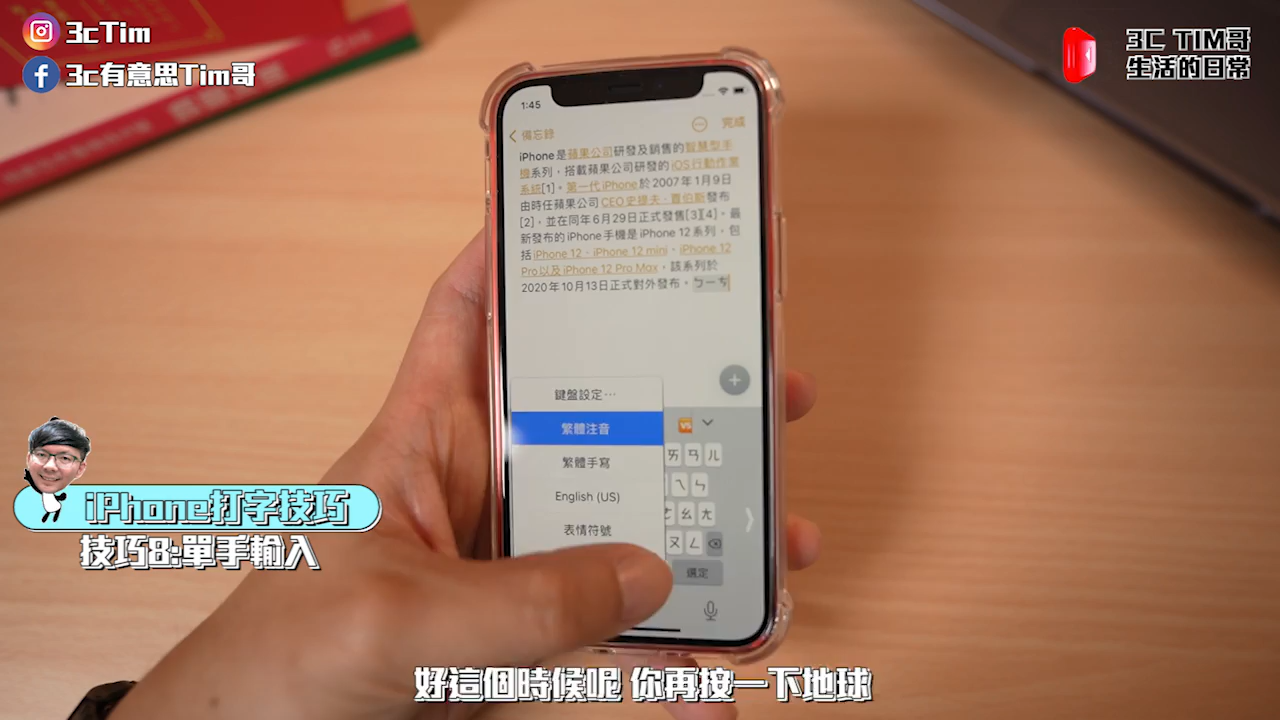 3cTim
3c有意思Tim哥
3C TIM哥
生活的日常
1:45
備忘錄
完成
iPhone是蘋果公司研發及銷售的智慧型手
機系列，搭載蘋果公司研發的iOS行動作業
系統[1]。第一代iPhone於2007年1月9日
由時任蘋果公司CEO史提夫·賈伯斯發布
[2]，並在同年6月29日正式發售[3][4]。最
新發布的iPhone手機是iPhone 12系列，包
括iPhone 12、iPhone 12 mini、iPhone 12
Pro以及iPhone 12 Pro Max，該系列於
2020年10月13日正式對外發布。ㄅㄧㄘ
鍵盤設定⋯
繁體注音
繁體手寫
English (US)
表情符號
ㄞ ㄢ ㄦ
ㄟ ㄣ
ㄜ ㄠ ㄤ
ㄡ ㄥ
選定
iPhone打字技巧
技巧8:單手輸入
好這個時候呢 你再按一下地球